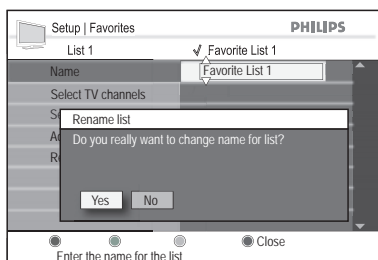 Setup | Favorites PHILIPS
List 1 Favorite List 1
Name Favorite List 1
Select TV channels
Rename list
Do you really want to change name for list?
Yes No
Close
Enter the name for the list